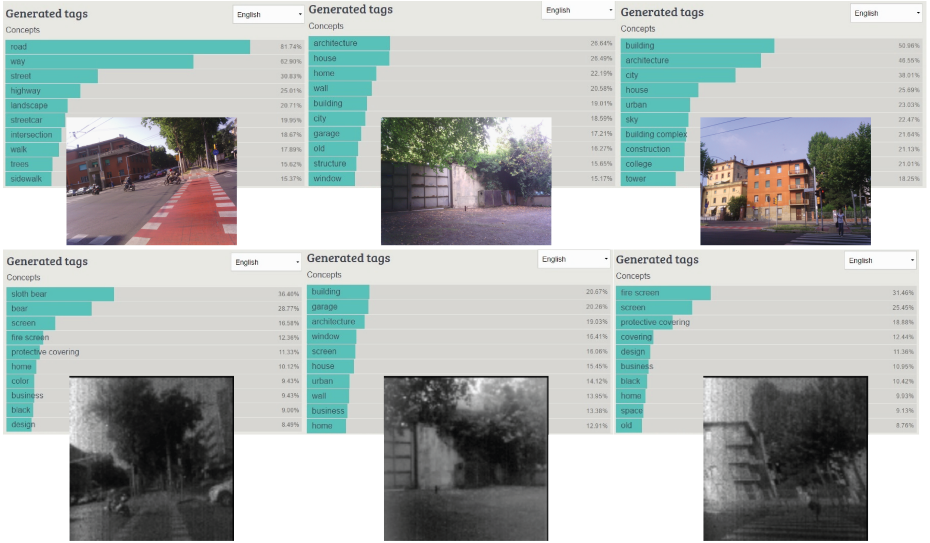 Generated tags
English
Concepts
road 81.74%
way 62.90%
street 30.83%
highway 25.01%
landscape 20.71%
streetcar 19.95%
intersection 18.67%
walk 17.89%
trees 15.62%
sidewalk 15.37%
Generated tags
English
Concepts
architecture 26.64%
house 26.49%
home 22.19%
wall 20.58%
building 19.01%
city 18.59%
garage 17.21%
old 16.27%
structure 15.65%
window 15.17%
Generated tags
English
Concepts
building 50.96%
architecture 46.55%
city 38.01%
house 25.69%
urban 23.03%
sky 22.47%
building complex 21.64%
construction 21.13%
college 21.01%
tower 18.25%
Generated tags
English
Concepts
sloth bear 36.40%
bear 28.77%
screen 16.58%
fire screen 12.36%
protective covering 11.33%
home 10.12%
color 9.43%
business 9.43%
black 9.00%
design 8.49%
Generated tags
English
Concepts
building 20.67%
garage 20.26%
architecture 19.03%
window 16.41%
screen 16.06%
house 15.45%
urban 14.12%
wall 13.95%
business 13.38%
home 12.91%
Generated tags
English
Concepts
fire screen 31.46%
screen 25.45%
protective covering 18.88%
covering 12.44%
design 11.36%
business 10.95%
black 10.42%
home 9.93%
space 9.13%
old 8.76%